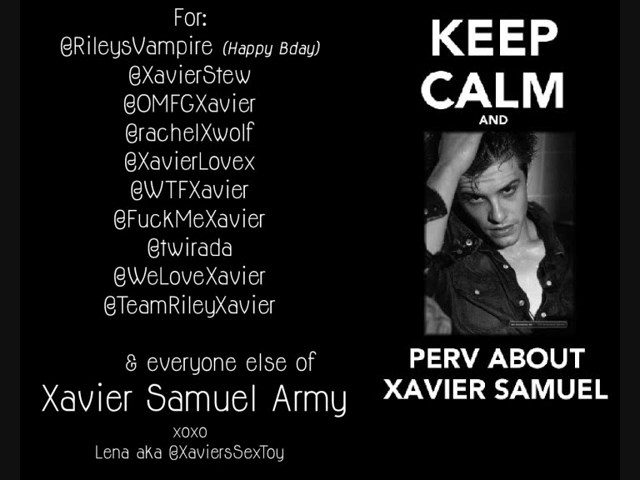 For:
@RileysVampire (Happy Bday)
@XavierStew
@OMFGXavier
@rachelXwolf
@XavierLovex
@WTFXavier
@FuckMeXavier
@twirada
@WeLoveXavier
@TeamRileyXavier
& everyone else of
Xavier Samuel Army
xoxo
Lena aka @XaviersSexToy
KEEP
CALM
AND
PERV ABOUT
XAVIER SAMUEL